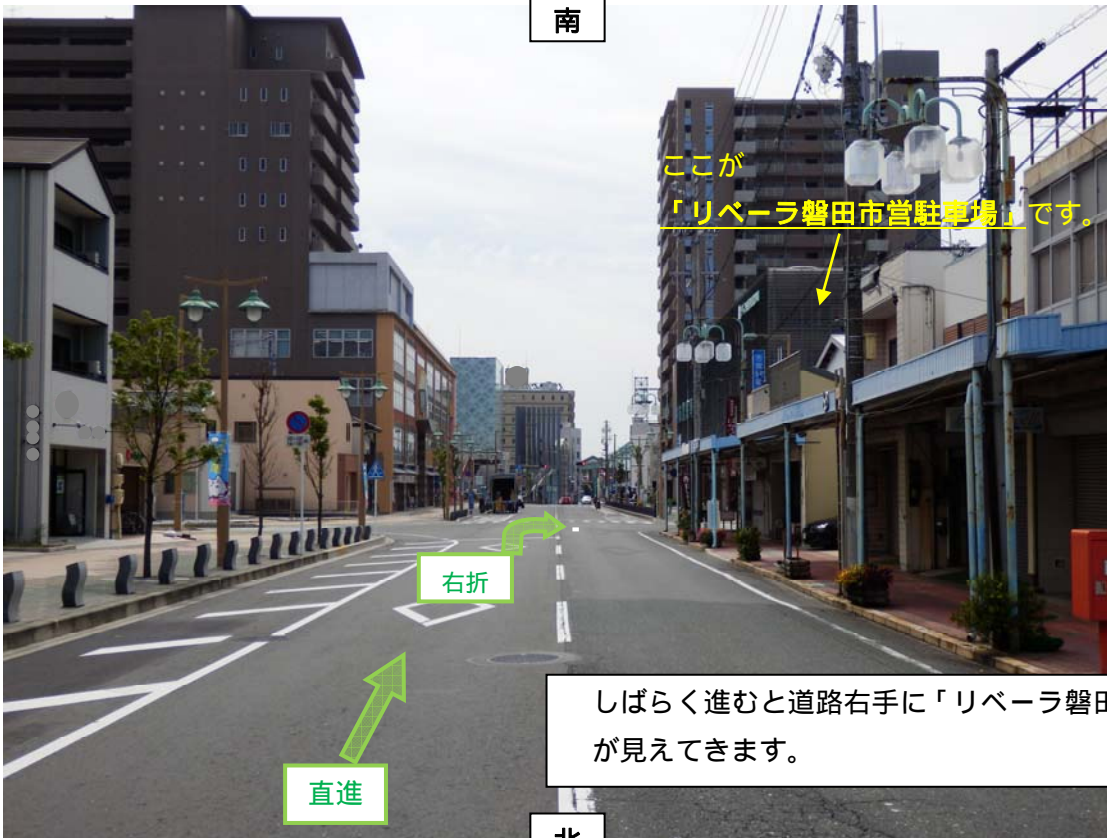 南
ここが
「リベーラ磐田市営駐車場」です。
右折
しばらく進むと道路右手に「リベーラ磐田
が見えてきます。
直進
北